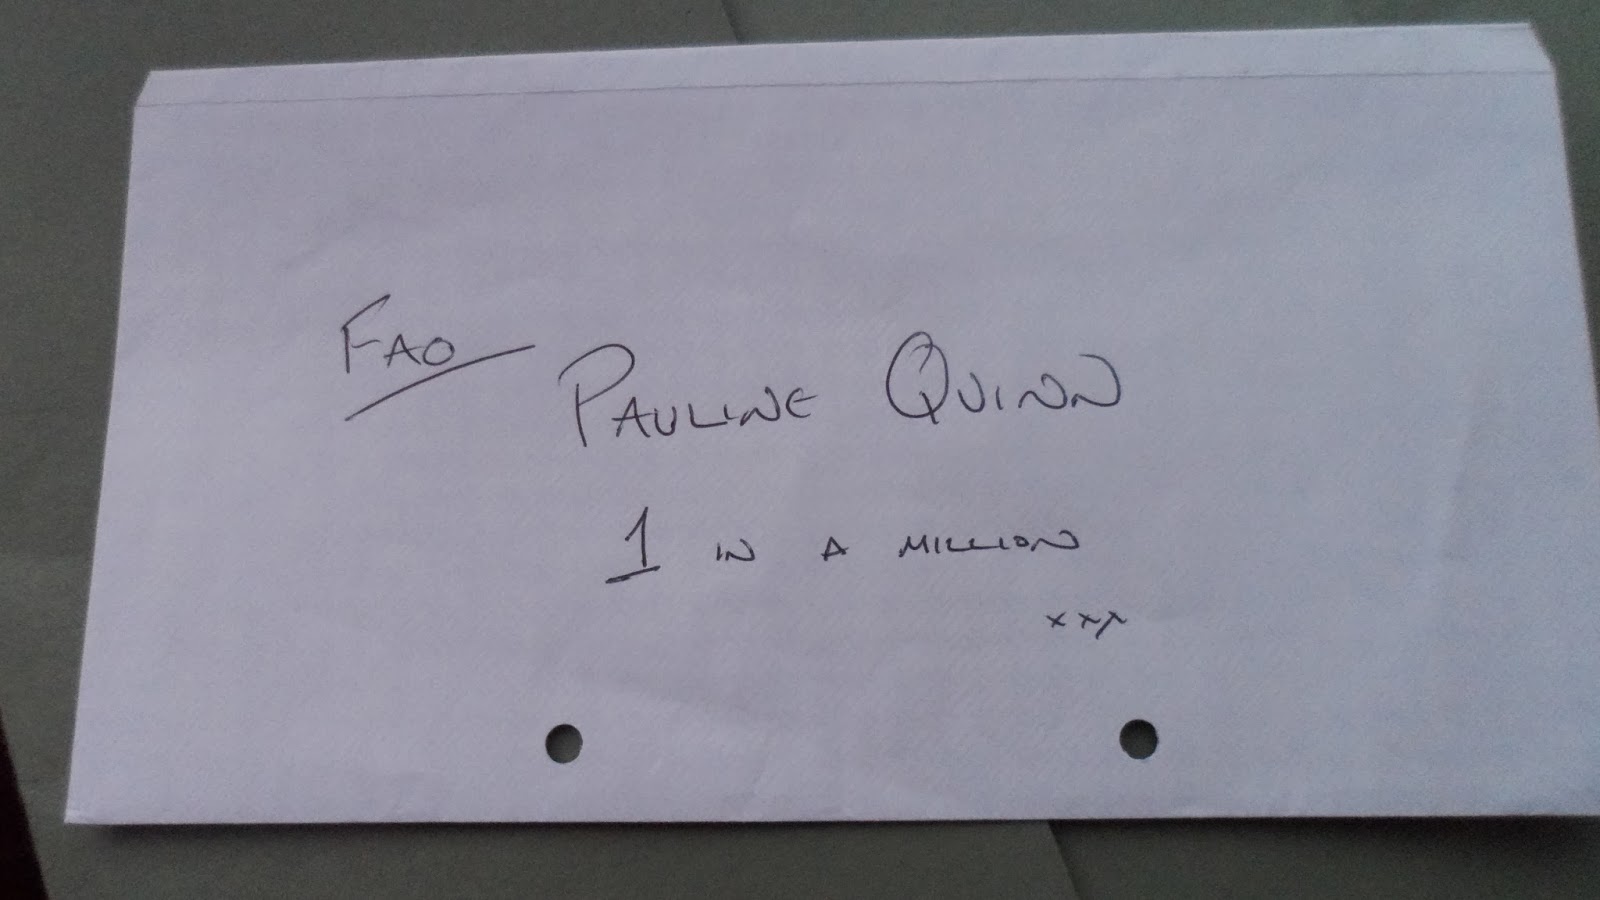 FAO
PAULINE QUINN
1 IN A MILLION
xxx